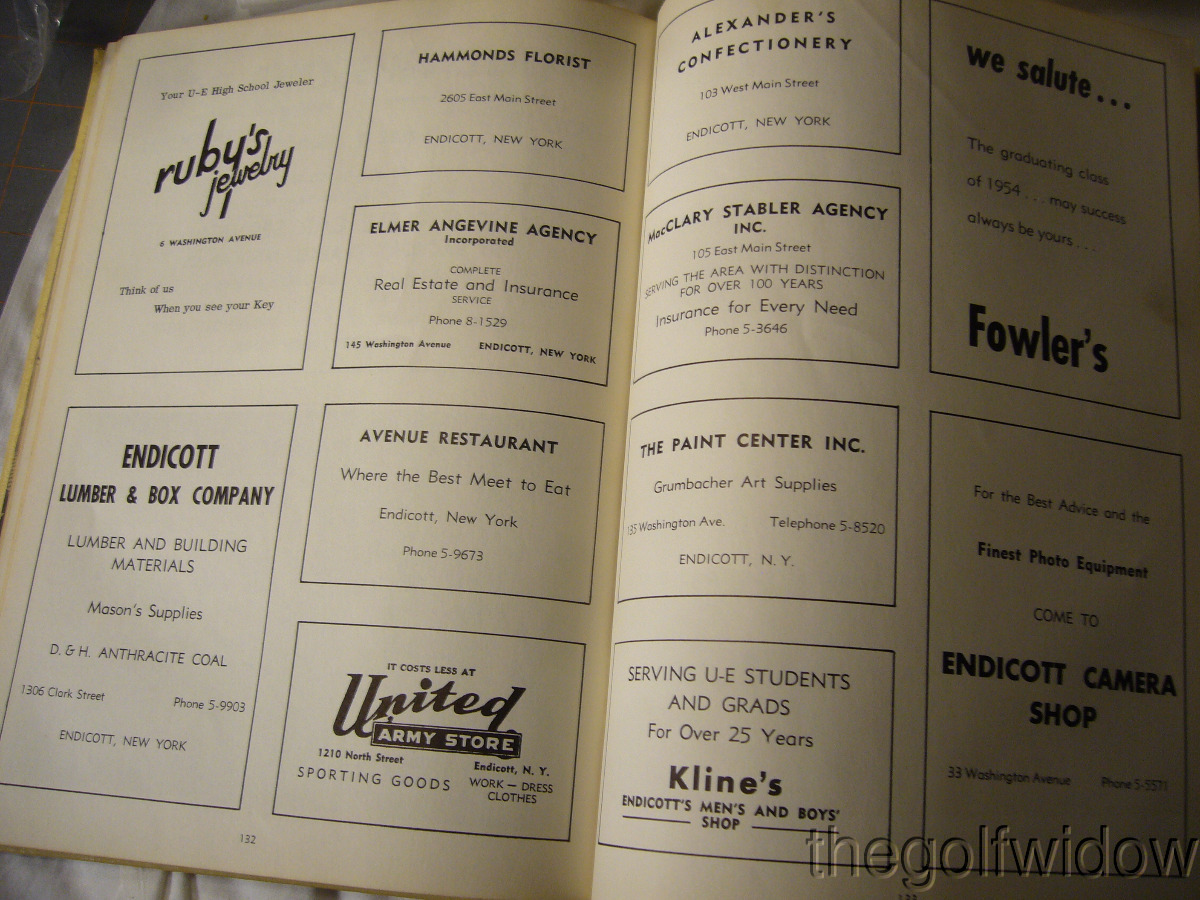 Your U-E High School Jeweler
ruby's
jewelry
6 WASHINGTON AVENUE
Think of us
When you see your Key
HAMMONDS FLORIST
2605 East Main Street
ENDICOTT, NEW YORK
ELMER ANGEVINE AGENCY
Incorporated
COMPLETE
Real Estate and Insurance
SERVICE
Phone 8-1529
145 Washington Avenue ENDICOTT, NEW YORK
ENDICOTT
LUMBER & BOX COMPANY
LUMBER AND BUILDING
MATERIALS
Mason's Supplies
D. & H. ANTHRACITE COAL
1306 Clark Street Phone 5-9903
ENDICOTT, NEW YORK
AVENUE RESTAURANT
Where the Best Meet to Eat
Endicott, New York
Phone 5-9673
IT COSTS LESS AT
United
ARMY STORE
1210 North Street Endicott, N. Y.
SPORTING GOODS WORK — DRESS
CLOTHES
132
ALEXANDER'S
CONFECTIONERY
103 West Main Street
ENDICOTT, NEW YORK
MacCLARY STABLER AGENCY
INC.
105 East Main Street
SERVING THE AREA WITH DISTINCTION
FOR OVER 100 YEARS
Insurance for Every Need
Phone 5-3646
THE PAINT CENTER INC.
Grumbacher Art Supplies
135 Washington Ave. Telephone 5-8520
ENDICOTT, N. Y.
SERVING U-E STUDENTS
AND GRADS
For Over 25 Years
Kline's
ENDICOTT'S MEN'S AND BOYS'
SHOP
we salute . . .
The graduating class
of 1954 . . . may success
always be yours . . .
Fowler's
For the Best Advice and the
Finest Photo Equipment
COME TO
ENDICOTT CAMERA
SHOP
33 Washington Avenue Phone 5-5571
thegolfwidow